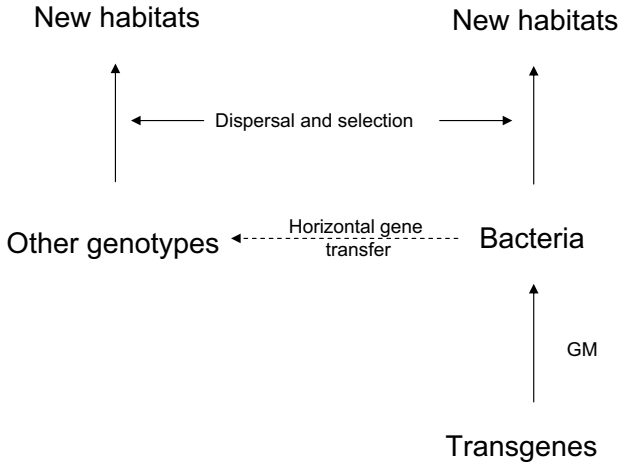 New habitats
New habitats
Dispersal and selection
Horizontal gene
transfer
Other genotypes
Bacteria
GM
Transgenes